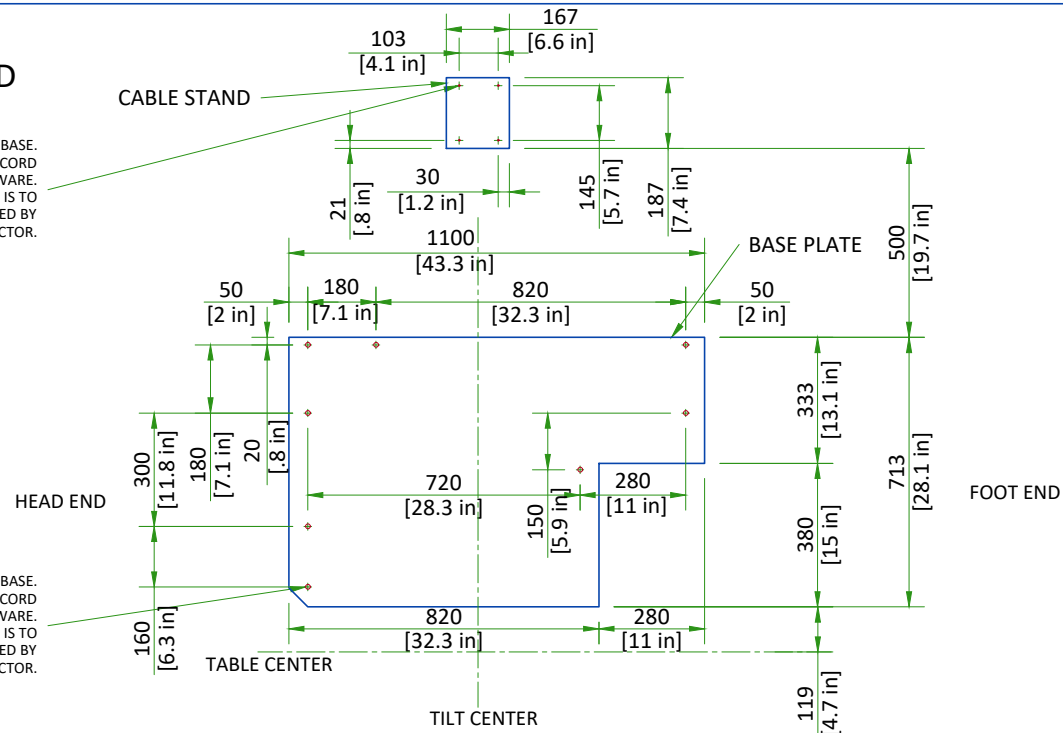 167
[6.6 in]
103
[4.1 in]
D
CABLE STAND
BASE.
CORD
WARE.
IS TO
ED BY
CTOR.
30
[1.2 in]
21
[.8 in]
145
[5.7 in]
187
[7.4 in]
500
[19.7 in]
1100
[43.3 in]
BASE PLATE
50
[2 in]
180
[7.1 in]
820
[32.3 in]
50
[2 in]
333
[13.1 in]
300
[11.8 in]
180
[7.1 in]
20
[.8 in]
713
[28.1 in]
HEAD END
720
[28.3 in]
150
[5.9 in]
280
[11 in]
FOOT END
380
[15 in]
BASE.
CORD
WARE.
IS TO
ED BY
CTOR.
160
[6.3 in]
820
[32.3 in]
280
[11 in]
TABLE CENTER
119
[4.7 in]
TILT CENTER